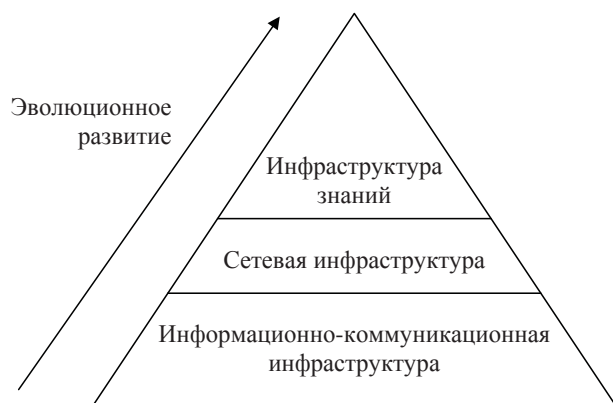 Эволюционное
развитие
Инфраструктура
знаний
Сетевая инфраструктура
Информационно-коммуникационная
инфраструктура